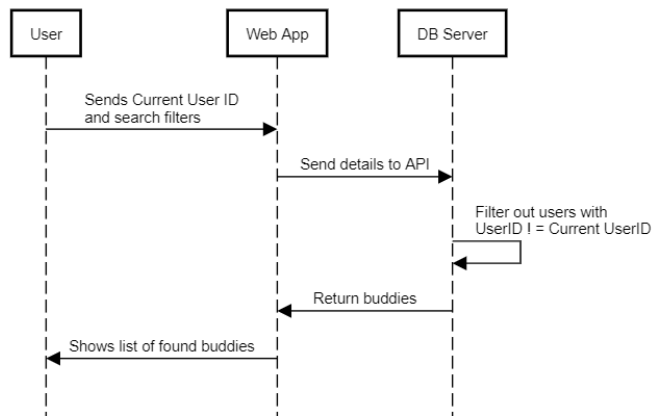 User
Web App
DB Server
Sends Current User ID
and search filters
Send details to API
Filter out users with
UserID ! = Current UserID
Return buddies
Shows list of found buddies